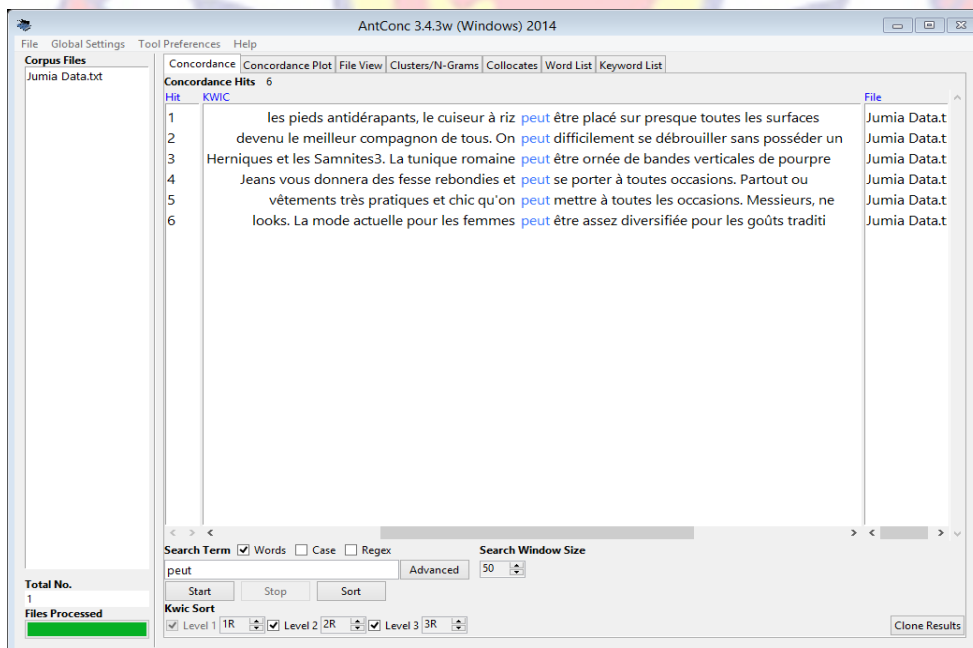 AntConc 3.4.3w (Windows) 2014
File Global Settings Tool Preferences Help
Corpus Files
Jumia Data.txt
Concordance Concordance Plot File View Clusters/N-Grams Collocates Word List Keyword List
Concordance Hits 6
Hit KWIC File
1 les pieds antidérapants, le cuiseur à riz peut être placé sur presque toutes les surfaces Jumia Data.t
2 devenu le meilleur compagnon de tous. On peut difficilement se débrouiller sans posséder un Jumia Data.t
3 Herniques et les Samnites3. La tunique romaine peut être ornée de bandes verticales de pourpre Jumia Data.t
4 Jeans vous donnera des fesse rebondies et peut se porter à toutes occasions. Partout ou Jumia Data.t
5 vêtements très pratiques et chic qu'on peut mettre à toutes les occasions. Messieurs, ne Jumia Data.t
6 looks. La mode actuelle pour les femmes peut être assez diversifiée pour les goûts traditi Jumia Data.t
Search Term Words Case Regex Search Window Size
peut Advanced 50
Start Stop Sort
Kwic Sort
Level 1 1R Level 2 2R Level 3 3R Clone Results
Total No.
1
Files Processed